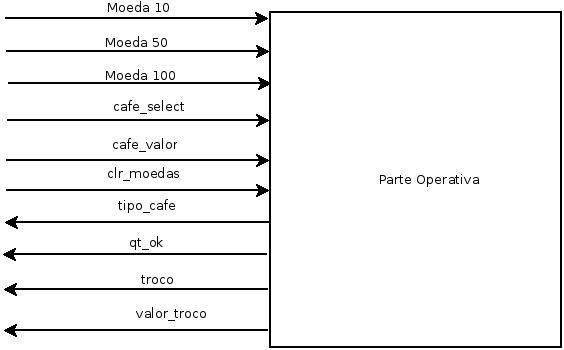 Moeda 10
Moeda 50
Moeda 100
cafe_select
cafe_valor
clr_moedas
Parte Operativa
tipo_cafe
qt_ok
troco
valor_troco